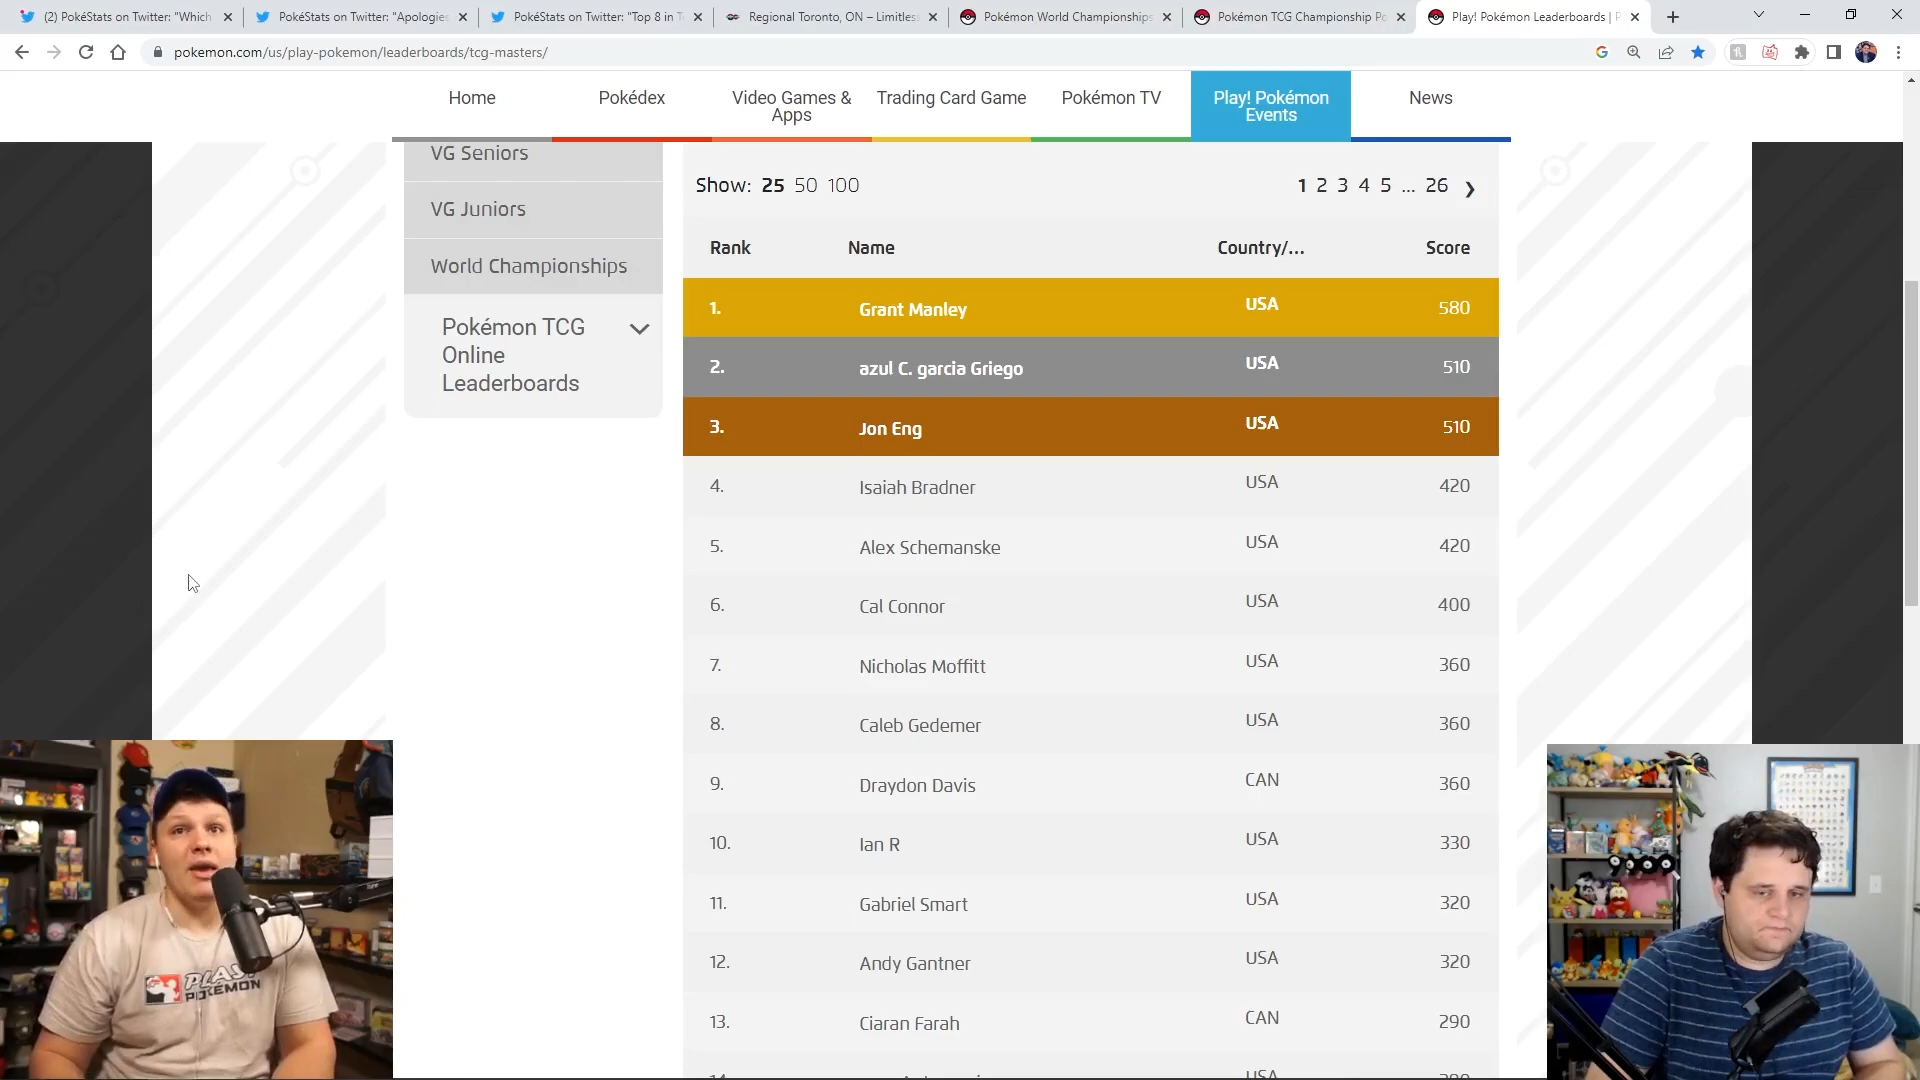 (2) PokéStats on Twitter: "Which
PokéStats on Twitter: "Apologies
PokéStats on Twitter: "Top 8 in T
Regional Toronto, ON – Limitless
Pokémon World Championships
Pokémon TCG Championship Po
Play! Pokémon Leaderboards | P
pokemon.com/us/play-pokemon/leaderboards/tcg-masters/
Home
Pokédex
Video Games &
Apps
Trading Card Game
Pokémon TV
Play! Pokémon
Events
News
VG Seniors
VG Juniors
World Championships
Pokémon TCG
Online
Leaderboards
Show: 25 50 100
1 2 3 4 5 ... 26
Rank Name Country/... Score
1. Grant Manley USA 580
2. azul C. garcia Griego USA 510
3. Jon Eng USA 510
4. Isaiah Bradner USA 420
5. Alex Schemanske USA 420
6. Cal Connor USA 400
7. Nicholas Moffitt USA 360
8. Caleb Gedemer USA 360
9. Draydon Davis CAN 360
10. Ian R USA 330
11. Gabriel Smart USA 320
12. Andy Gantner USA 320
13. Ciaran Farah CAN 290
USA
PLAY!
POKÉMON